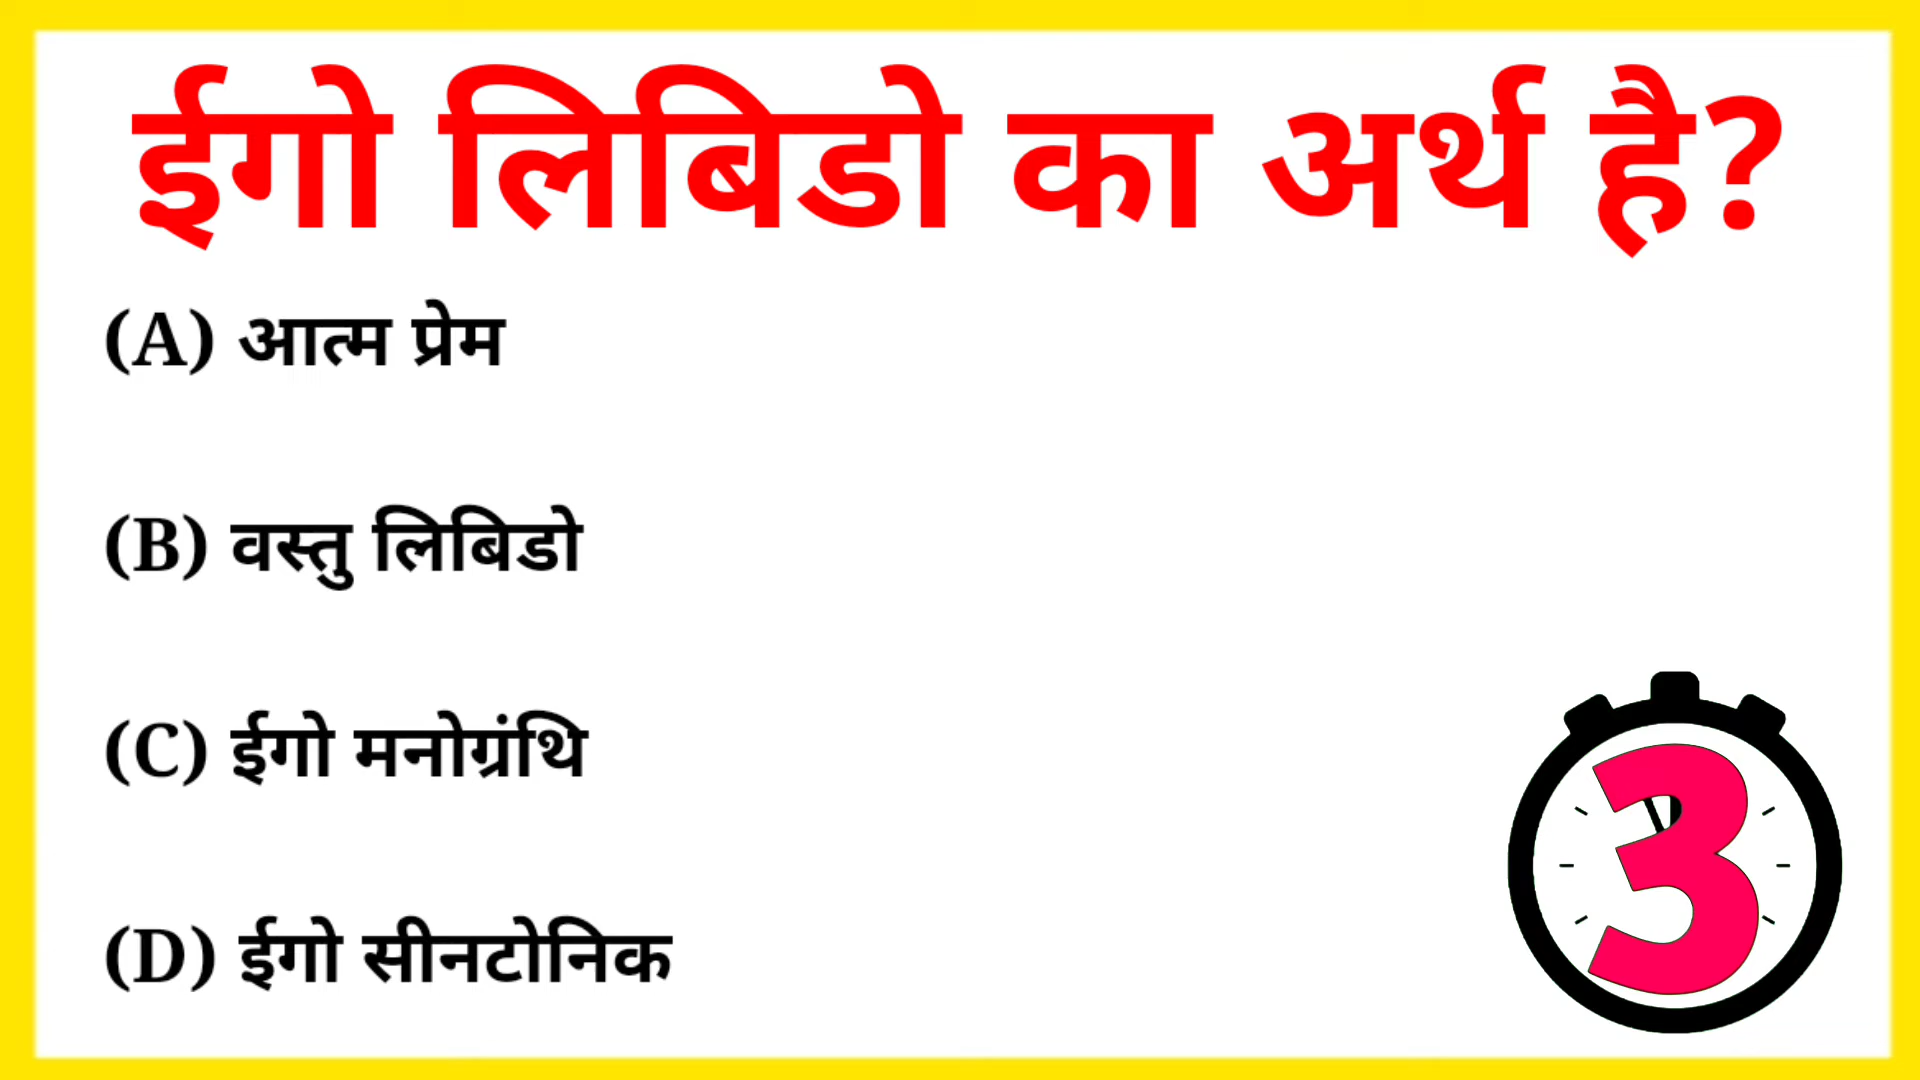 ईगो लिबिडो का अर्थ है?
(A) आत्म प्रेम
(B) वस्तु लिबिडो
(C) ईगो मनोग्रंथि
(D) ईगो सीनटोनिक
3